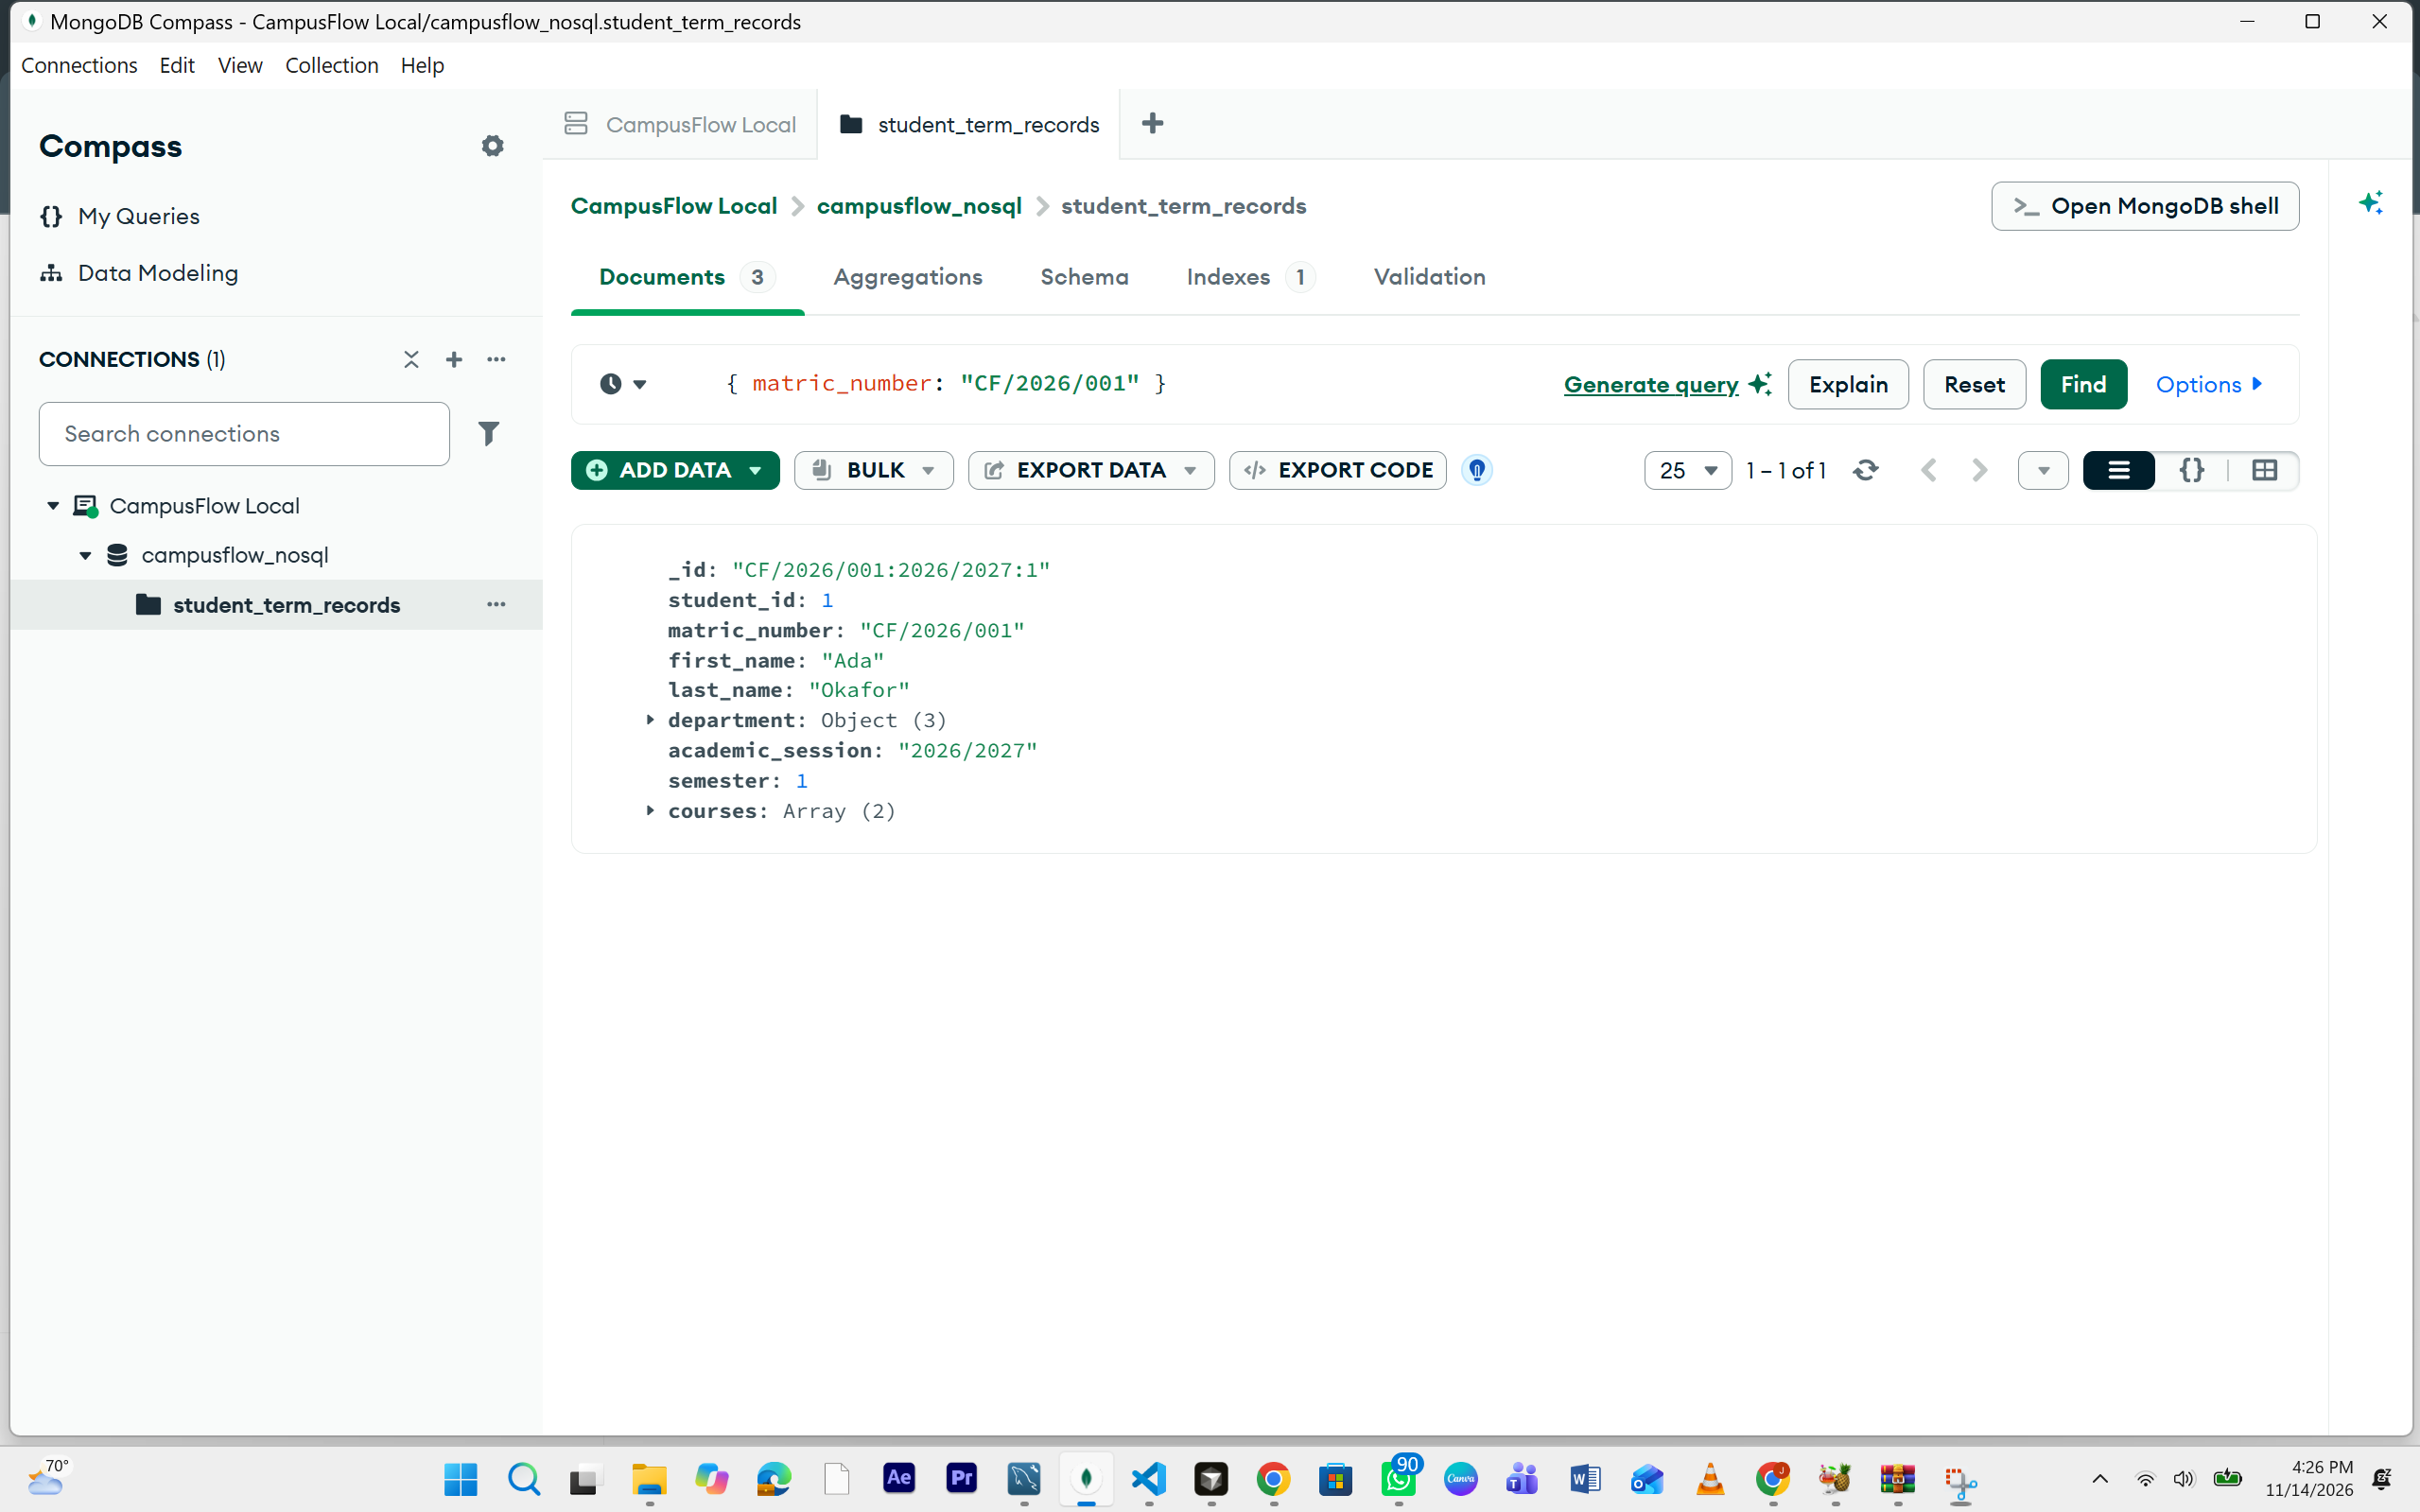 MongoDB Compass - CampusFlow Local/campusflow_nosql.student_term_records
Connections Edit View Collection Help
Compass
My Queries
Data Modeling
CONNECTIONS (1)
Search connections
CampusFlow Local
campusflow_nosql
student_term_records
CampusFlow Local student_term_records
CampusFlow Local campusflow_nosql student_term_records
>_ Open MongoDB shell
Documents 3 Aggregations Schema Indexes 1 Validation
{ matric_number: "CF/2026/001" }
Generate query Explain Reset Find Options
ADD DATA BULK EXPORT DATA </> EXPORT CODE 25 1 – 1 of 1 {}
_id: "CF/2026/001:2026/2027:1"
student_id: 1
matric_number: "CF/2026/001"
first_name: "Ada"
last_name: "Okafor"
department: Object (3)
academic_session: "2026/2027"
semester: 1
courses: Array (2)
70°
Ae Pr 90 Canva T W O J
4:26 PM
11/14/2026